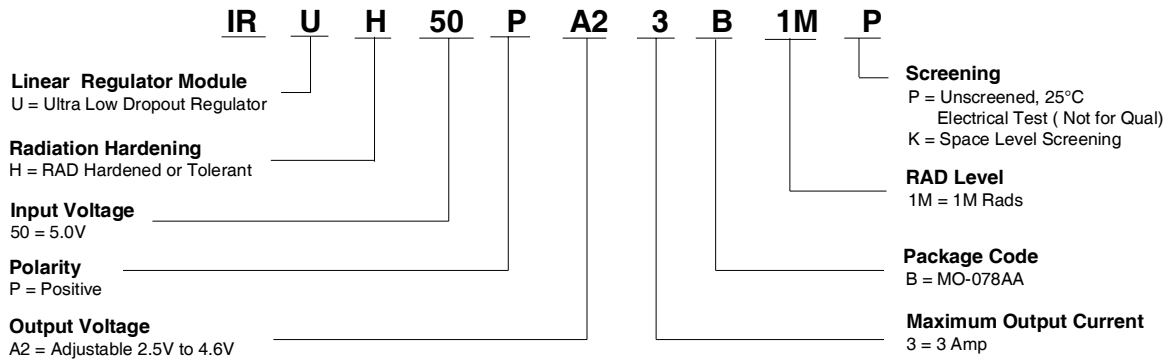 IR U H 50 P A2 3 B 1M P
Linear Regulator Module
U = Ultra Low Dropout Regulator
Radiation Hardening
H = RAD Hardened or Tolerant
Input Voltage
50 = 5.0V
Polarity
P = Positive
Output Voltage
A2 = Adjustable 2.5V to 4.6V
Screening
P = Unscreened, 25°C
Electrical Test ( Not for Qual)
K = Space Level Screening
RAD Level
1M = 1M Rads
Package Code
B = MO-078AA
Maximum Output Current
3 = 3 Amp